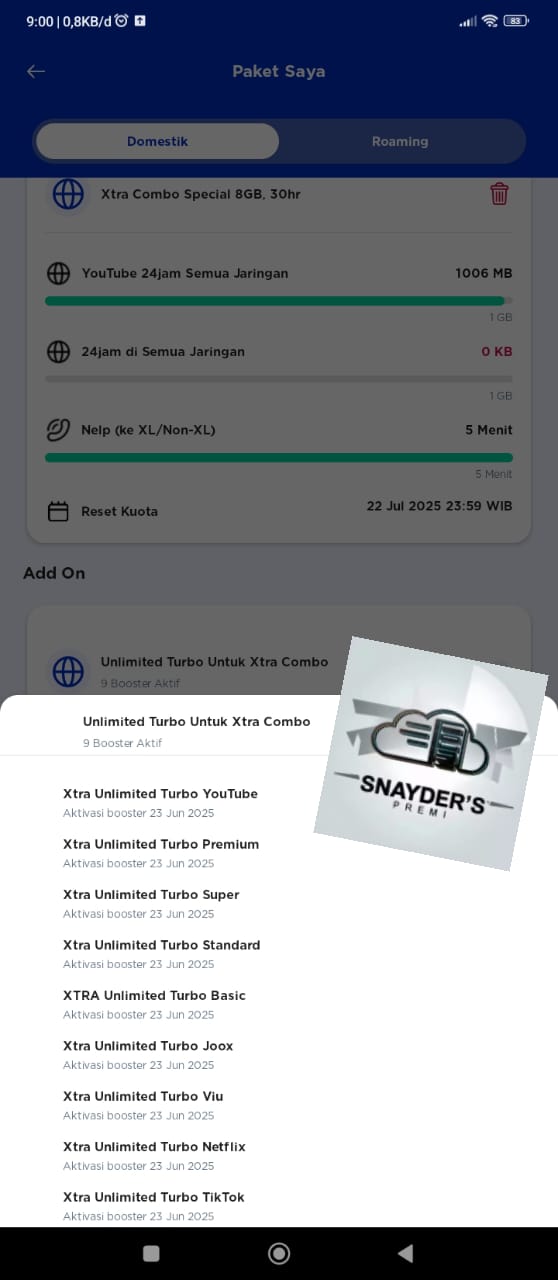 9:00 | 0,8KB/d
83
Paket Saya
Domestik
Roaming
Xtra Combo Special 8GB, 30hr
YouTube 24jam Semua Jaringan
1006 MB
1 GB
24jam di Semua Jaringan
0 KB
1 GB
Nelp (ke XL/Non-XL)
5 Menit
5 Menit
Reset Kuota
22 Jul 2025 23:59 WIB
Add On
Unlimited Turbo Untuk Xtra Combo
9 Booster Aktif
Unlimited Turbo Untuk Xtra Combo
9 Booster Aktif
SNAYDER'S
PREMI
Xtra Unlimited Turbo YouTube
Aktivasi booster 23 Jun 2025
Xtra Unlimited Turbo Premium
Aktivasi booster 23 Jun 2025
Xtra Unlimited Turbo Super
Aktivasi booster 23 Jun 2025
Xtra Unlimited Turbo Standard
Aktivasi booster 23 Jun 2025
XTRA Unlimited Turbo Basic
Aktivasi booster 23 Jun 2025
Xtra Unlimited Turbo Joox
Aktivasi booster 23 Jun 2025
Xtra Unlimited Turbo Viu
Aktivasi booster 23 Jun 2025
Xtra Unlimited Turbo Netflix
Aktivasi booster 23 Jun 2025
Xtra Unlimited Turbo TikTok
Aktivasi booster 23 Jun 2025